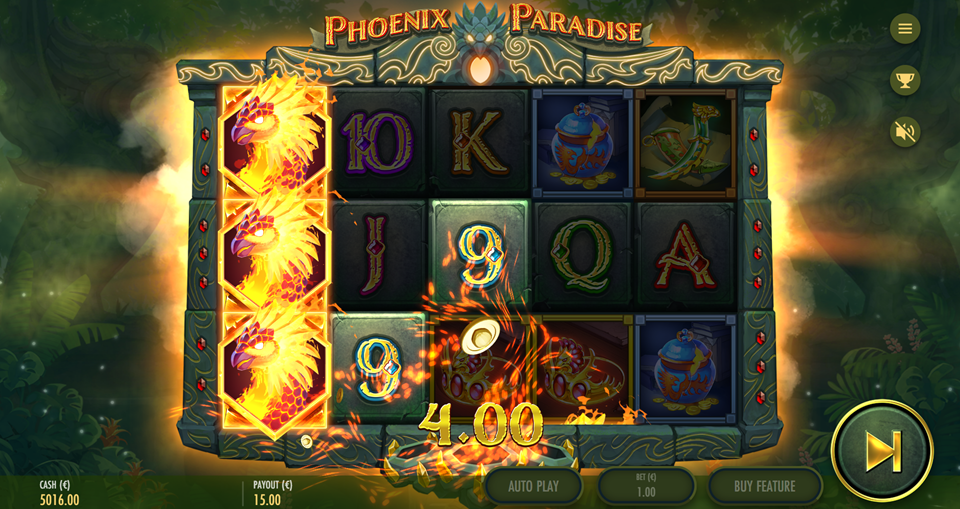 PHOENIX PARADISE
10 K
J 9 Q A
9
4.00
CASH (€)
5016.00
PAYOUT (€)
15.00
AUTO PLAY
BET (€)
1.00
BUY FEATURE